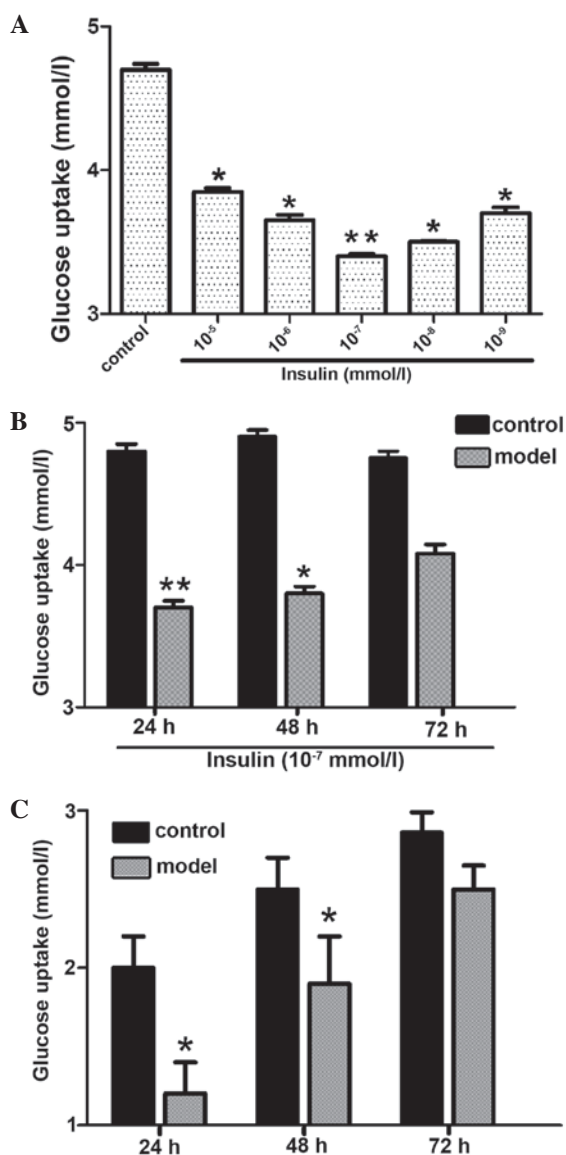 A
Glucose uptake (mmol/l)
5
4
3
*
*
**
*
*
control
10⁻⁵
10⁻⁶
10⁻⁷
10⁻⁸
10⁻⁹
Insulin (mmol/l)
B
Glucose uptake (mmol/l)
5
4
3
control
model
**
*
24 h
48 h
72 h
Insulin (10⁻⁷ mmol/l)
C
Glucose uptake (mmol/l)
3
2
1
control
model
*
*
24 h
48 h
72 h